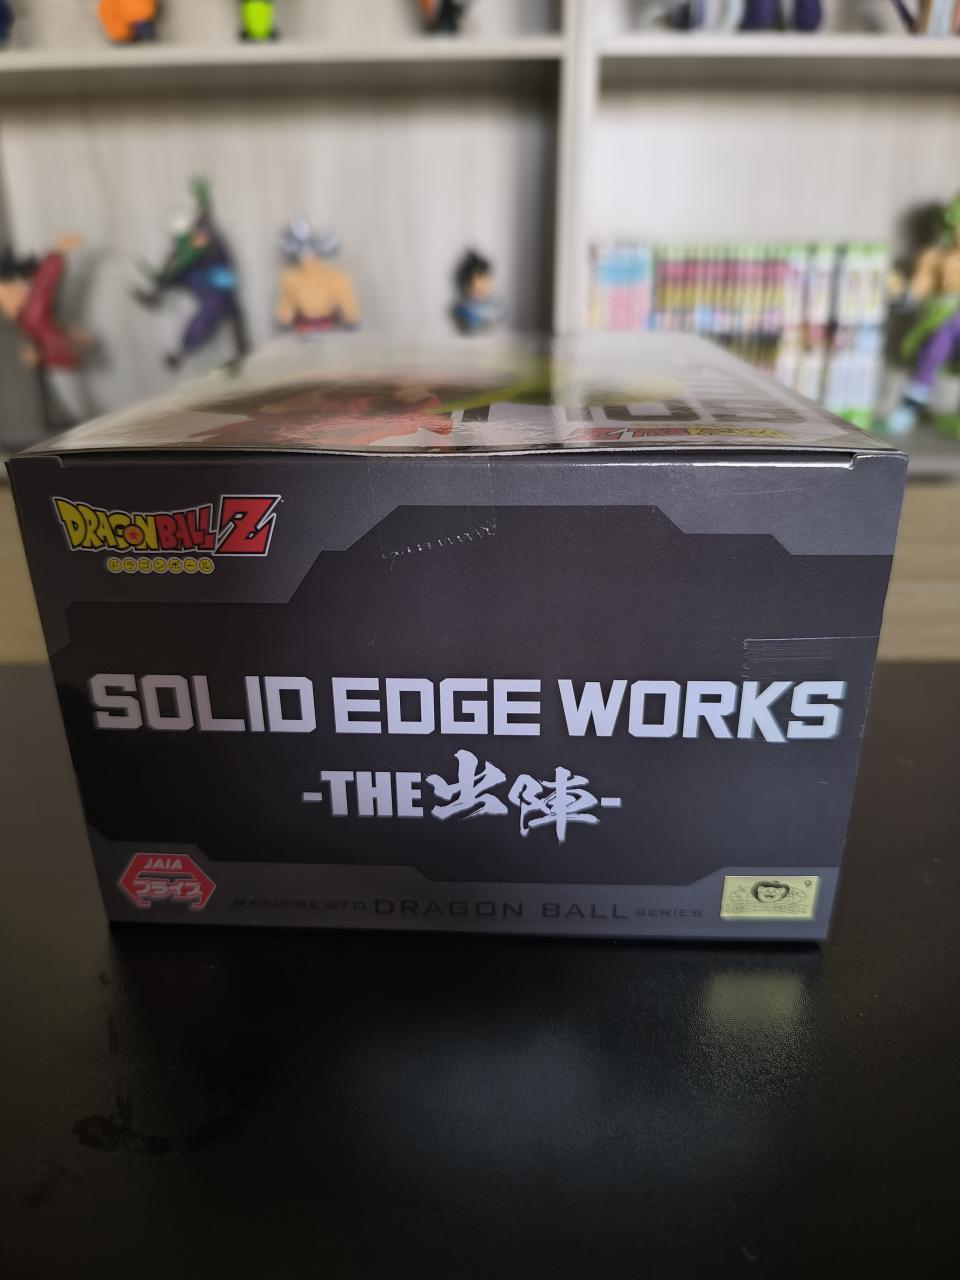 DRAGON BALL Z
ドラゴンボール
SOLID EDGE WORKS
-THE出陣-
JAIA
プライズ
BANPRESTO DRAGON BALL SERIES